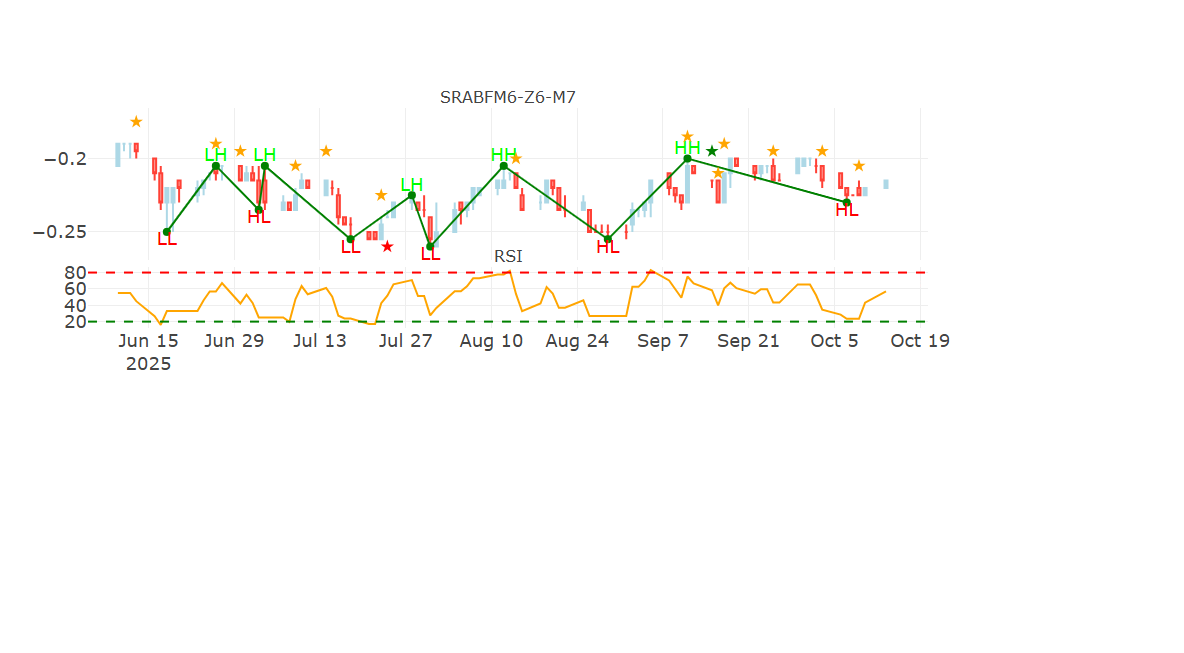 SRABFM6-Z6-M7
−0.2
−0.25
LL
LH
HL
LH
LL
LH
LL
HH
HL
HH
HL
RSI
80
60
40
20
Jun 15
2025
Jun 29
Jul 13
Jul 27
Aug 10
Aug 24
Sep 7
Sep 21
Oct 5
Oct 19